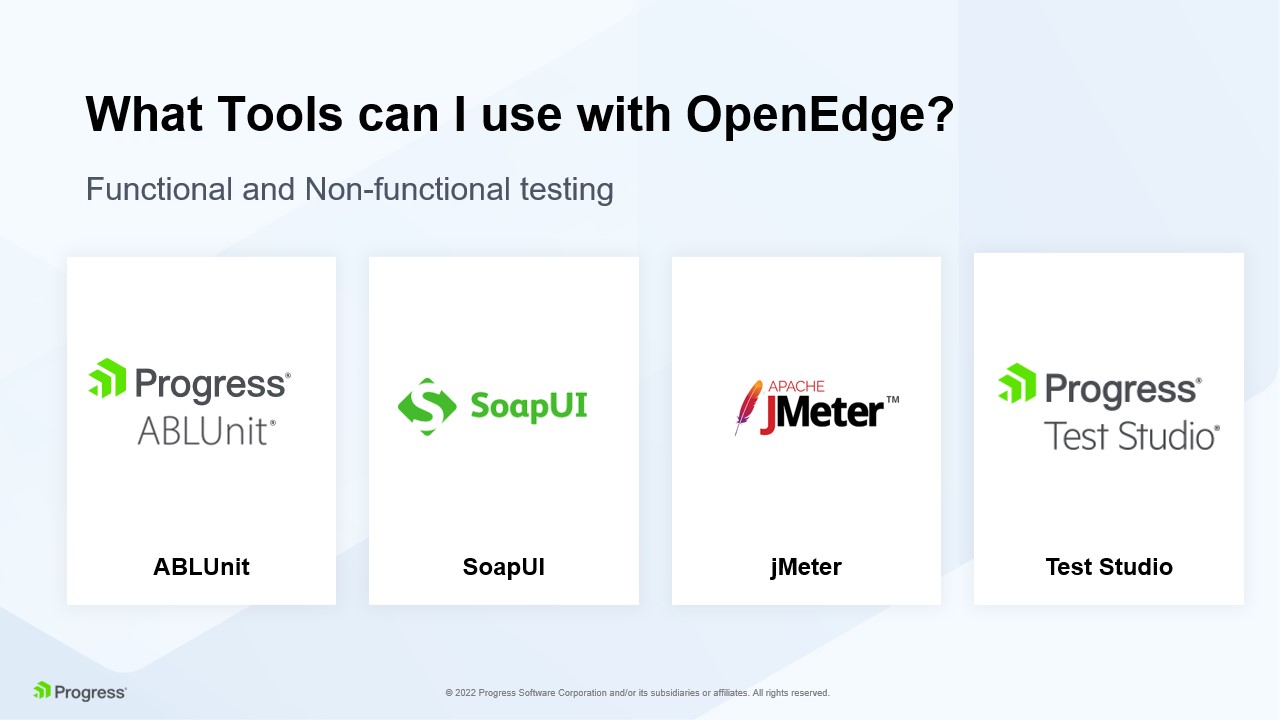 What Tools can I use with OpenEdge?
Functional and Non-functional testing
Progress®
ABLUnit®
ABLUnit
SoapUI
SoapUI
APACHE
JMeter™
jMeter
Progress®
Test Studio®
Test Studio
Progress®
© 2022 Progress Software Corporation and/or its subsidiaries or affiliates. All rights reserved.